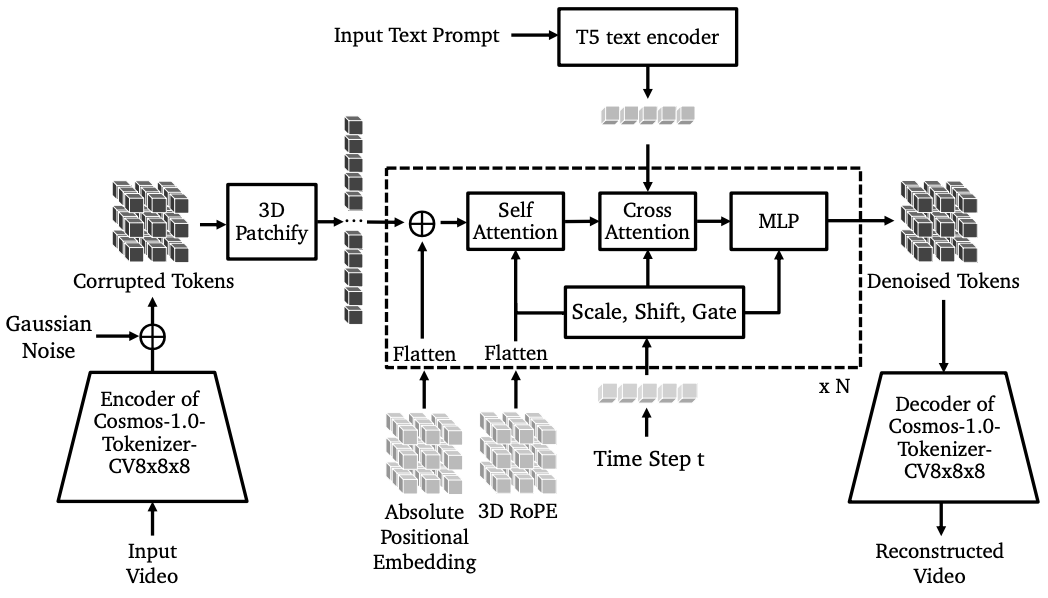 Input Text Prompt
T5 text encoder
3D
Patchify
...
Self
Attention
Cross
Attention
MLP
Corrupted Tokens
Denoised Tokens
Gaussian
Noise
Scale, Shift, Gate
Flatten
Flatten
x N
Encoder of
Cosmos-1.0-
Tokenizer-
CV8x8x8
Decoder of
Cosmos-1.0-
Tokenizer-
CV8x8x8
Time Step t
Absolute
Positional
Embedding
3D RoPE
Input
Video
Reconstructed
Video